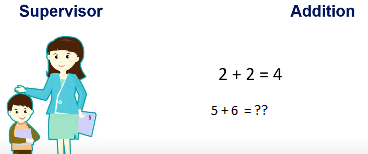 Supervisor
Addition
2 + 2 = 4
5 + 6 = ??